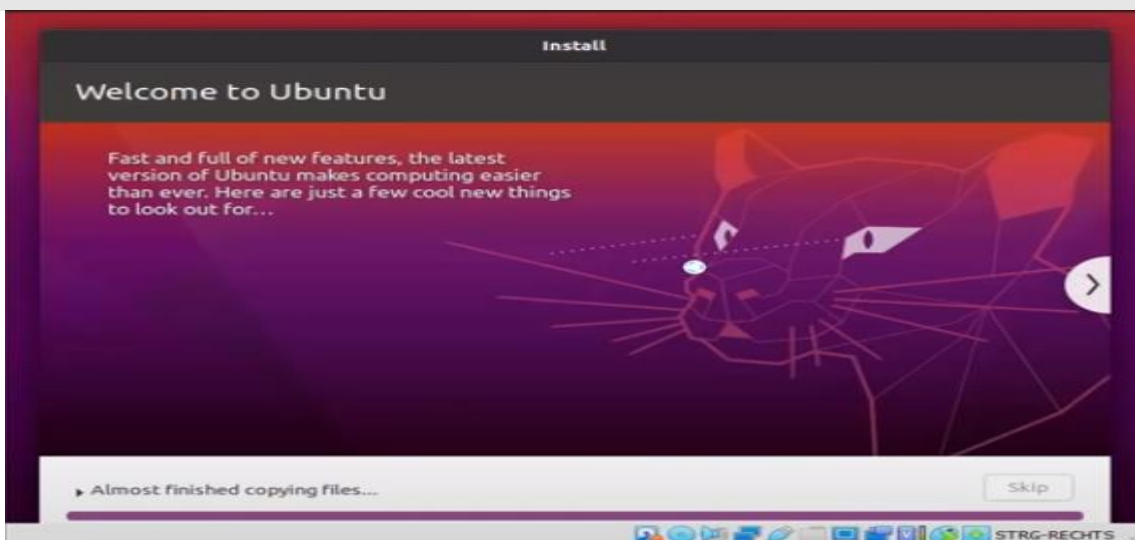 Install
Welcome to Ubuntu
Fast and full of new features, the latest
version of Ubuntu makes computing easier
than ever. Here are just a few cool new things
to look out for...
Almost finished copying files...
Skip
STRG-RECHTS